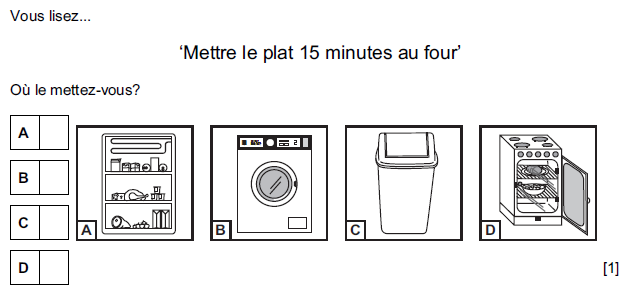 Vous lisez...
‘Mettre le plat 15 minutes au four’
Où le mettez-vous?
A
B
C
D
A
B
C
D
[1]